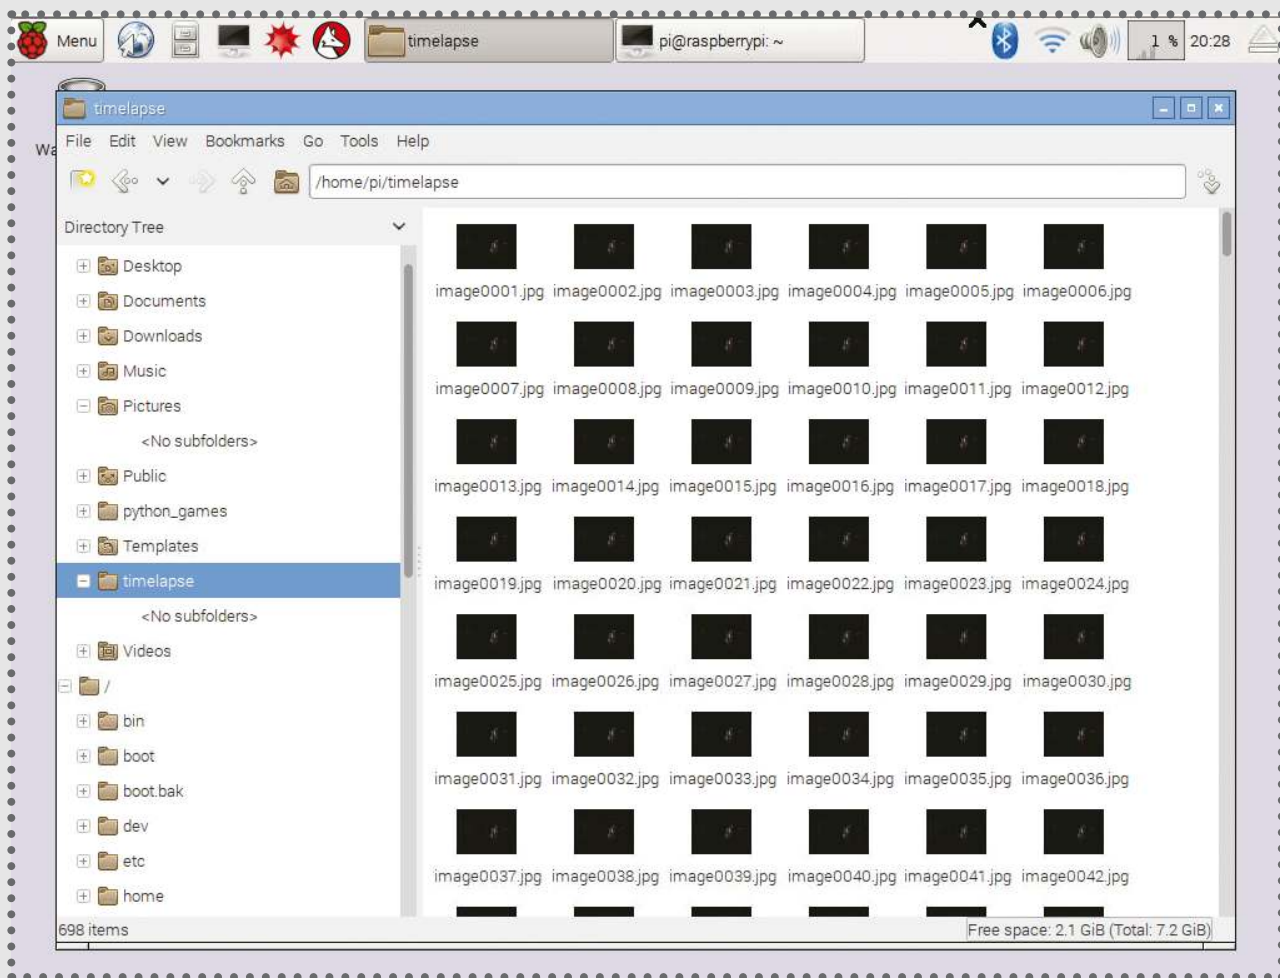 Menu
timelapse
pi@raspberrypi: ~
1 %
20:28
timelapse
File Edit View Bookmarks Go Tools Help
/home/pi/timelapse
Directory Tree
Desktop
Documents
Downloads
Music
Pictures
<No subfolders>
Public
python_games
Templates
timelapse
<No subfolders>
Videos
/
bin
boot
boot.bak
dev
etc
home
image0001.jpg image0002.jpg image0003.jpg image0004.jpg image0005.jpg image0006.jpg
image0007.jpg image0008.jpg image0009.jpg image0010.jpg image0011.jpg image0012.jpg
image0013.jpg image0014.jpg image0015.jpg image0016.jpg image0017.jpg image0018.jpg
image0019.jpg image0020.jpg image0021.jpg image0022.jpg image0023.jpg image0024.jpg
image0025.jpg image0026.jpg image0027.jpg image0028.jpg image0029.jpg image0030.jpg
image0031.jpg image0032.jpg image0033.jpg image0034.jpg image0035.jpg image0036.jpg
image0037.jpg image0038.jpg image0039.jpg image0040.jpg image0041.jpg image0042.jpg
698 items
Free space: 2.1 GiB (Total: 7.2 GiB)